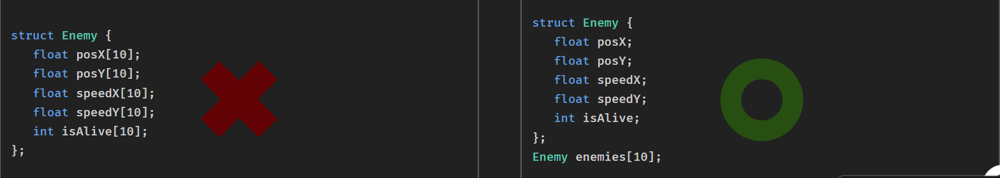 struct Enemy {
float posX[10];
float posY[10];
float speedX[10];
float speedY[10];
int isAlive[10];
};
struct Enemy {
float posX;
float posY;
float speedX;
float speedY;
int isAlive;
};
Enemy enemies[10];